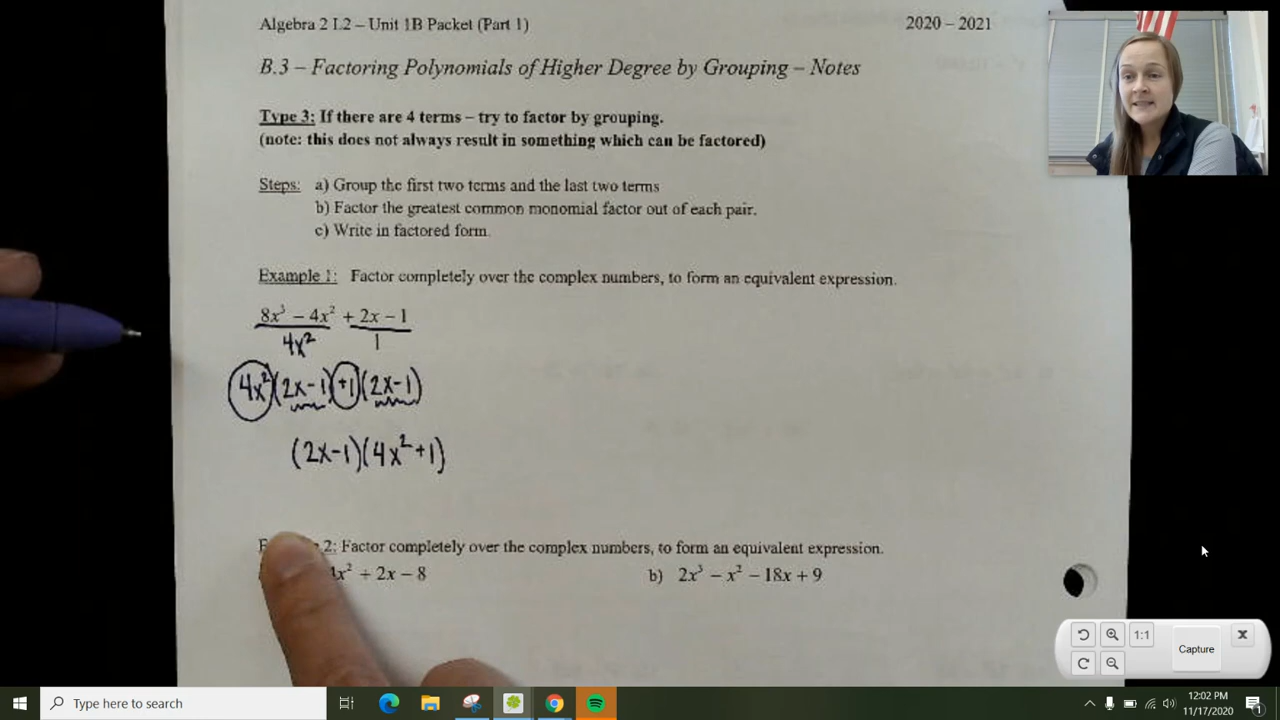 Algebra 2 I.2 – Unit 1B Packet (Part 1) 2020 – 2021
B.3 – Factoring Polynomials of Higher Degree by Grouping – Notes
Type 3: If there are 4 terms – try to factor by grouping.
(note: this does not always result in something which can be factored)
Steps: a) Group the first two terms and the last two terms
b) Factor the greatest common monomial factor out of each pair.
c) Write in factored form.
Example 1: Factor completely over the complex numbers, to form an equivalent expression.
8x³ – 4x² + 2x – 1
4x² 1
4x²(2x-1)+1(2x-1)
(2x-1)(4x²+1)
2: Factor completely over the complex numbers, to form an equivalent expression.
x² + 2x – 8 b) 2x³ – x² – 18x + 9
1:1
Capture
Type here to search
12:02 PM
11/17/2020
1